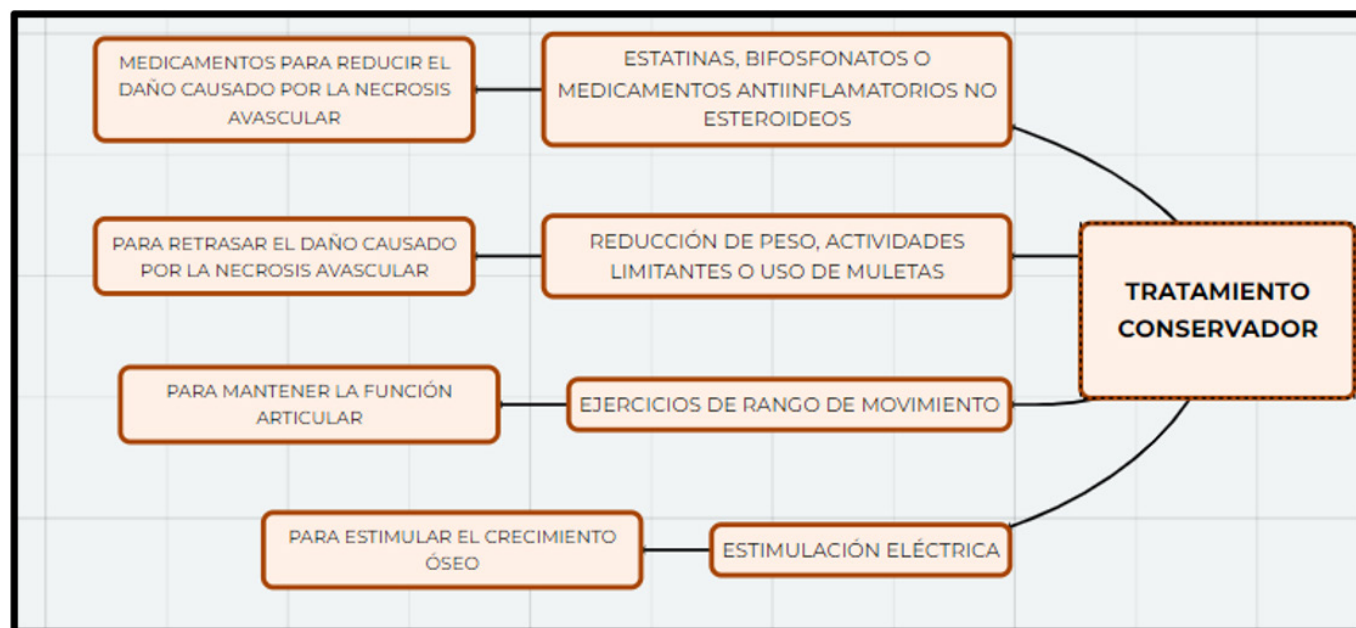 MEDICAMENTOS PARA REDUCIR EL
DAÑO CAUSADO POR LA NECROSIS
AVASCULAR
ESTATINAS, BIFOSFONATOS O
MEDICAMENTOS ANTIINFLAMATORIOS NO
ESTEROIDEOS
PARA RETRASAR EL DAÑO CAUSADO
POR LA NECROSIS AVASCULAR
REDUCCIÓN DE PESO, ACTIVIDADES
LIMITANTES O USO DE MULETAS
TRATAMIENTO
CONSERVADOR
PARA MANTENER LA FUNCIÓN
ARTICULAR
EJERCICIOS DE RANGO DE MOVIMIENTO
PARA ESTIMULAR EL CRECIMIENTO
ÓSEO
ESTIMULACIÓN ELÉCTRICA